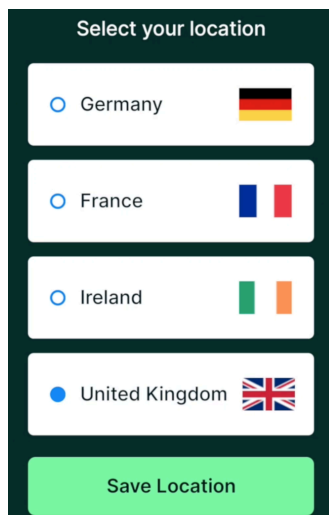 Select your location
Germany
France
Ireland
United Kingdom
Save Location